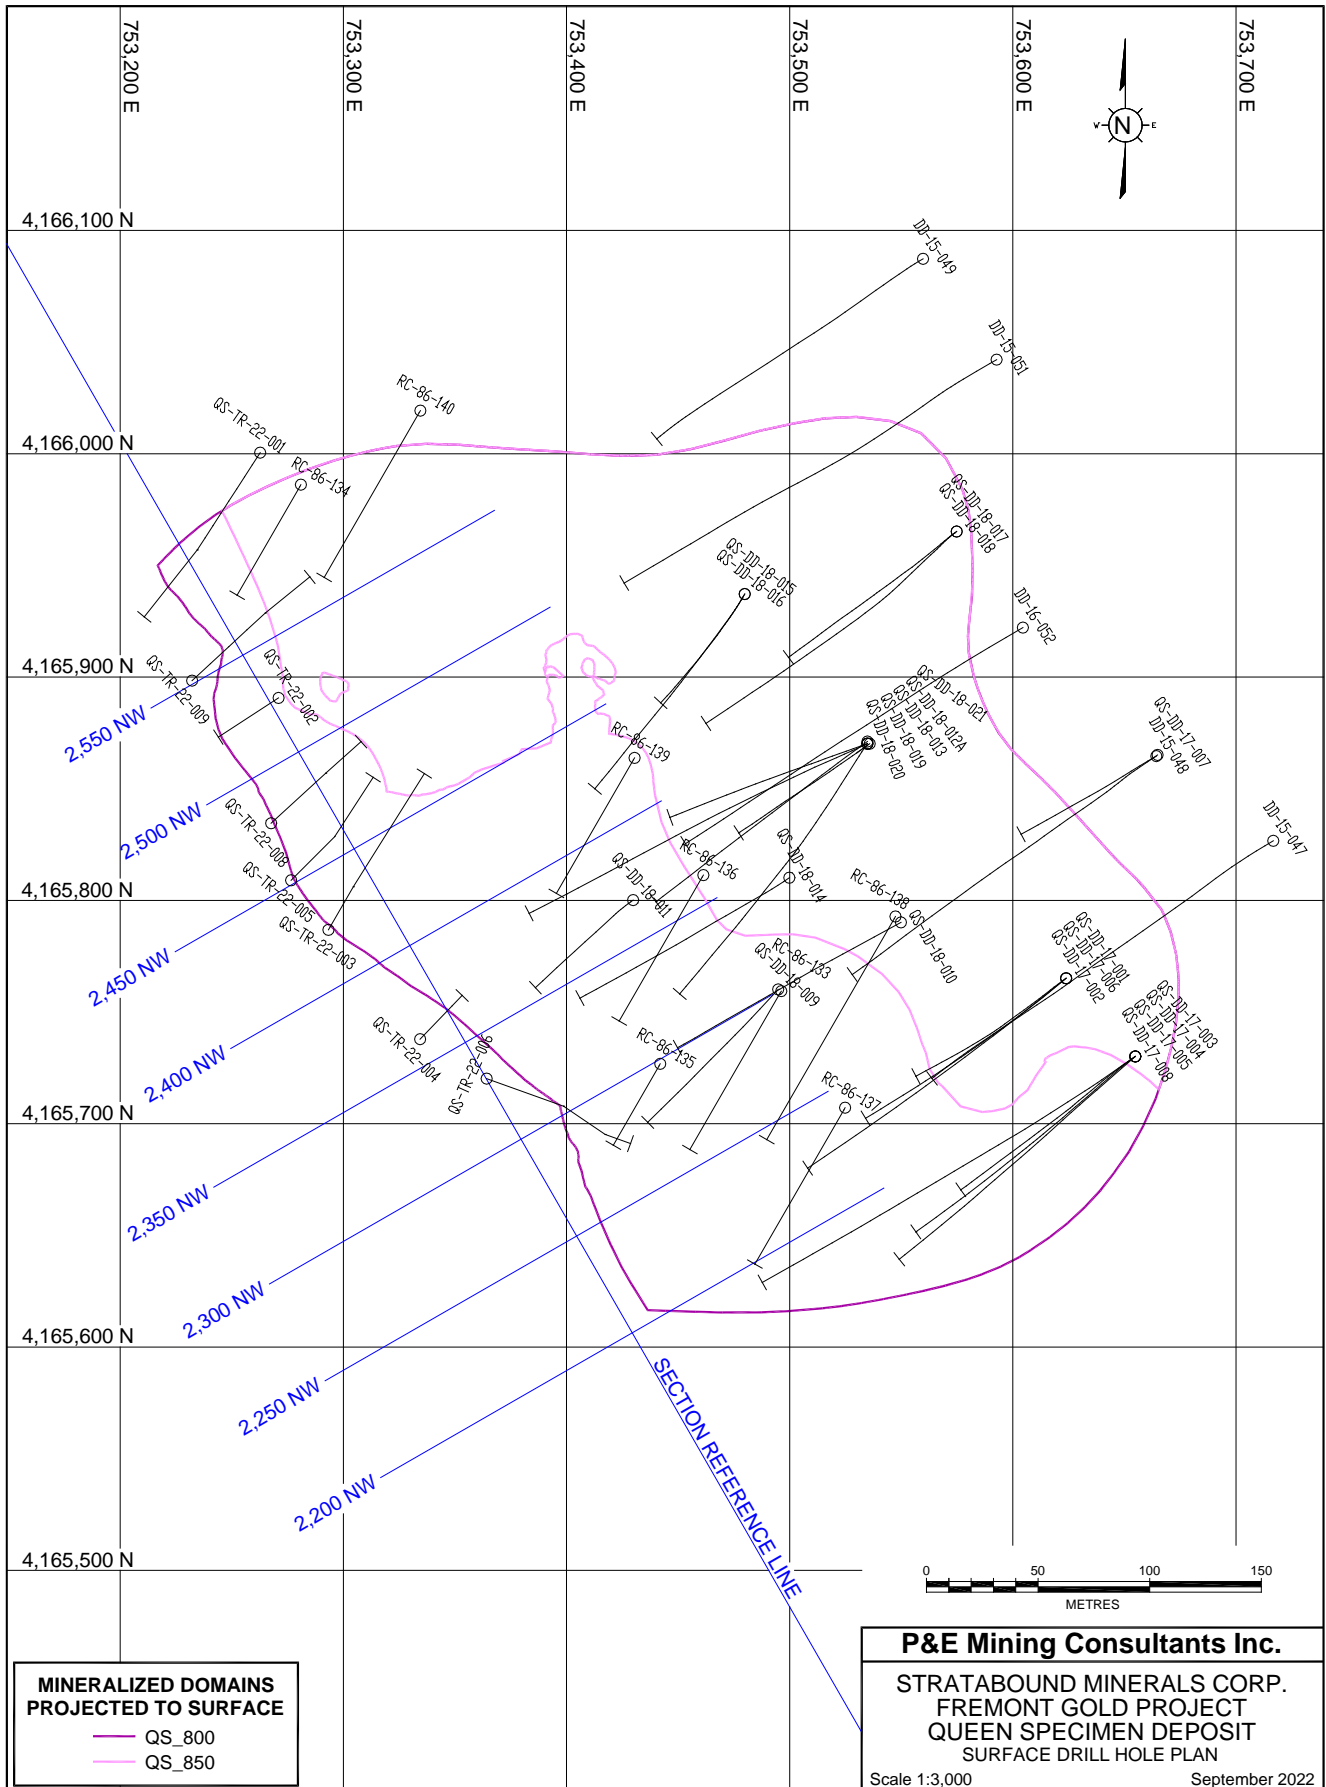 753,200 E
753,300 E
753,400 E
753,500 E
753,600 E
753,700 E
W
N
E
4,166,100 N
DD-15-049
DD-15-051
RC-86-140
QS-TR-22-001
4,166,000 N
RC-86-134
QS-DD-18-017
QS-DD-18-018
QS-DD-18-015
QS-DD-18-016
DD-16-052
4,165,900 N
QS-TR-22-009
QS-TR-22-002
QS-DD-18-021
QS-DD-18-012A
QS-DD-18-013
QS-DD-18-019
QS-DD-18-020
2,550 NW
RC-86-139
QS-DD-17-007
DD-15-048
2,500 NW
QS-TR-22-008
DD-15-047
RC-86-136
QS-DD-18-014
4,165,800 N
QS-TR-22-005
QS-DD-18-011
RC-86-138
QS-DD-18-010
QS-TR-22-003
2,450 NW
RC-86-133
QS-DD-18-009
QS-DD-17-001
QS-DD-17-006
QS-DD-17-002
QS-TR-22-004
QS-TR-22-006
RC-86-135
QS-DD-17-003
QS-DD-17-004
QS-DD-17-005
QS-DD-17-008
2,400 NW
4,165,700 N
RC-86-137
2,350 NW
2,300 NW
4,165,600 N
2,250 NW
SECTION REFERENCE LINE
2,200 NW
4,165,500 N
0 50 100 150
METRES
P&E Mining Consultants Inc.
STRATABOUND MINERALS CORP.
FREMONT GOLD PROJECT
QUEEN SPECIMEN DEPOSIT
SURFACE DRILL HOLE PLAN
Scale 1:3,000 September 2022
MINERALIZED DOMAINS
PROJECTED TO SURFACE
QS_800
QS_850